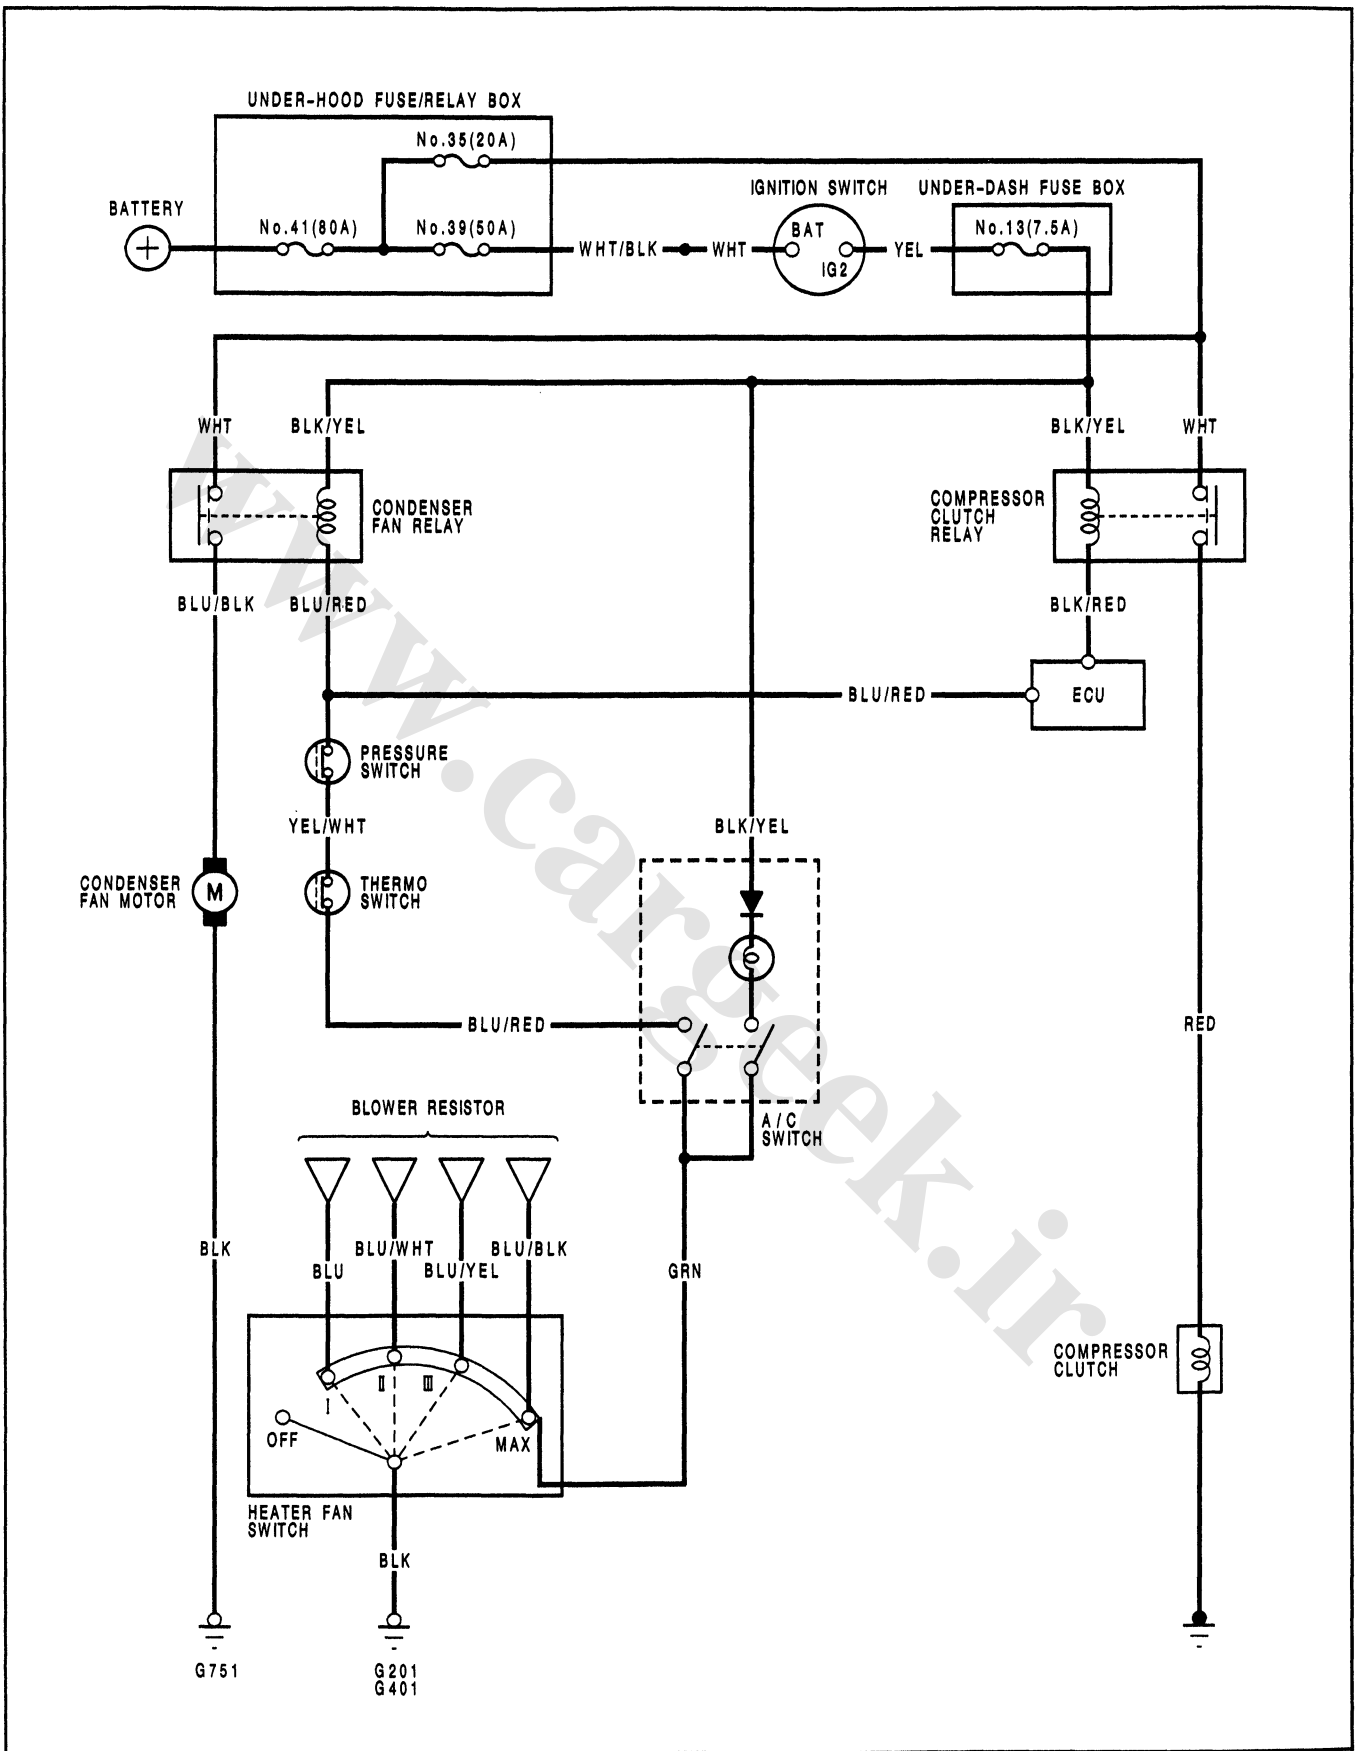 UNDER-HOOD FUSE/RELAY BOX
No.35(20A)
IGNITION SWITCH
UNDER-DASH FUSE BOX
BATTERY
No.41(80A)
No.39(50A)
BAT
No.13(7.5A)
WHT/BLK
WHT
YEL
IG2
WHT
BLK/YEL
BLK/YEL
WHT
CONDENSER
FAN RELAY
COMPRESSOR
CLUTCH
RELAY
BLU/BLK
BLU/RED
BLK/RED
BLU/RED
ECU
PRESSURE
SWITCH
YEL/WHT
BLK/YEL
CONDENSER
FAN MOTOR
M
THERMO
SWITCH
BLU/RED
RED
BLOWER RESISTOR
A/C
SWITCH
BLK
BLU/WHT
BLU/BLK
BLU
BLU/YEL
GRN
COMPRESSOR
CLUTCH
I
II
III
OFF
MAX
HEATER FAN
SWITCH
BLK
G751
G201
G401
www.cargeek.ir